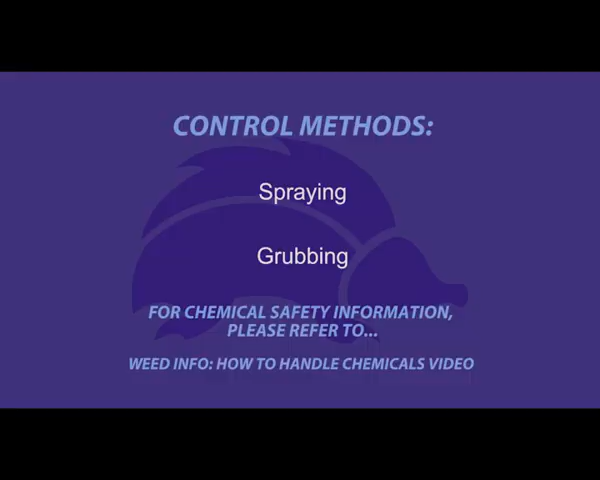 CONTROL METHODS:
Spraying
Grubbing
FOR CHEMICAL SAFETY INFORMATION,
PLEASE REFER TO...
WEED INFO: HOW TO HANDLE CHEMICALS VIDEO